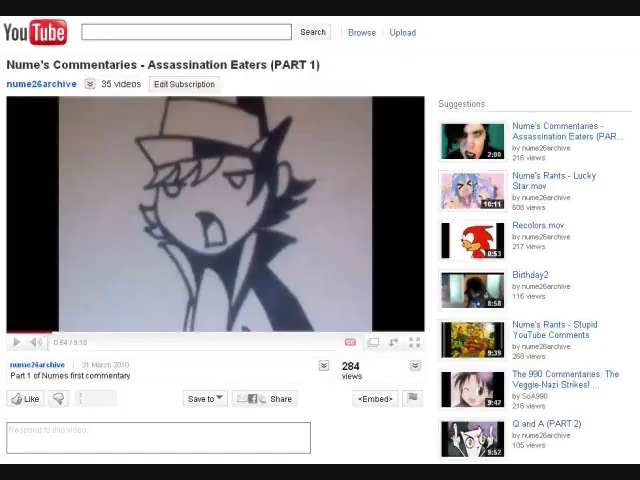 YouTube
Search
Browse
Upload
Nume's Commentaries - Assassination Eaters (PART 1)
nume26archive
35 videos
Edit Subscription
Suggestions
Nume's Commentaries -
Assassination Eaters (PAR...
by nume26archive
216 views
2:00
Nume's Rants - Lucky
Star.mov
by nume26archive
608 views
10:11
Recolors.mov
by nume26archive
217 views
8:53
Birthday2
by nume26archive
116 views
8:58
Nume's Rants - Stupid
YouTube Comments
by nume26archive
268 views
9:39
The 990 Commentaries. The
Veggie-Nazi Strikes! ...
by SoA990
216 views
9:42
Q and A (PART 2)
by nume26archive
105 views
9:52
0:54 / 9:18
CC
nume26archive
31 March 2010
Part 1 of Numes first commentary
284
views
Like
Save to
Share
<Embed>
Respond to this video...